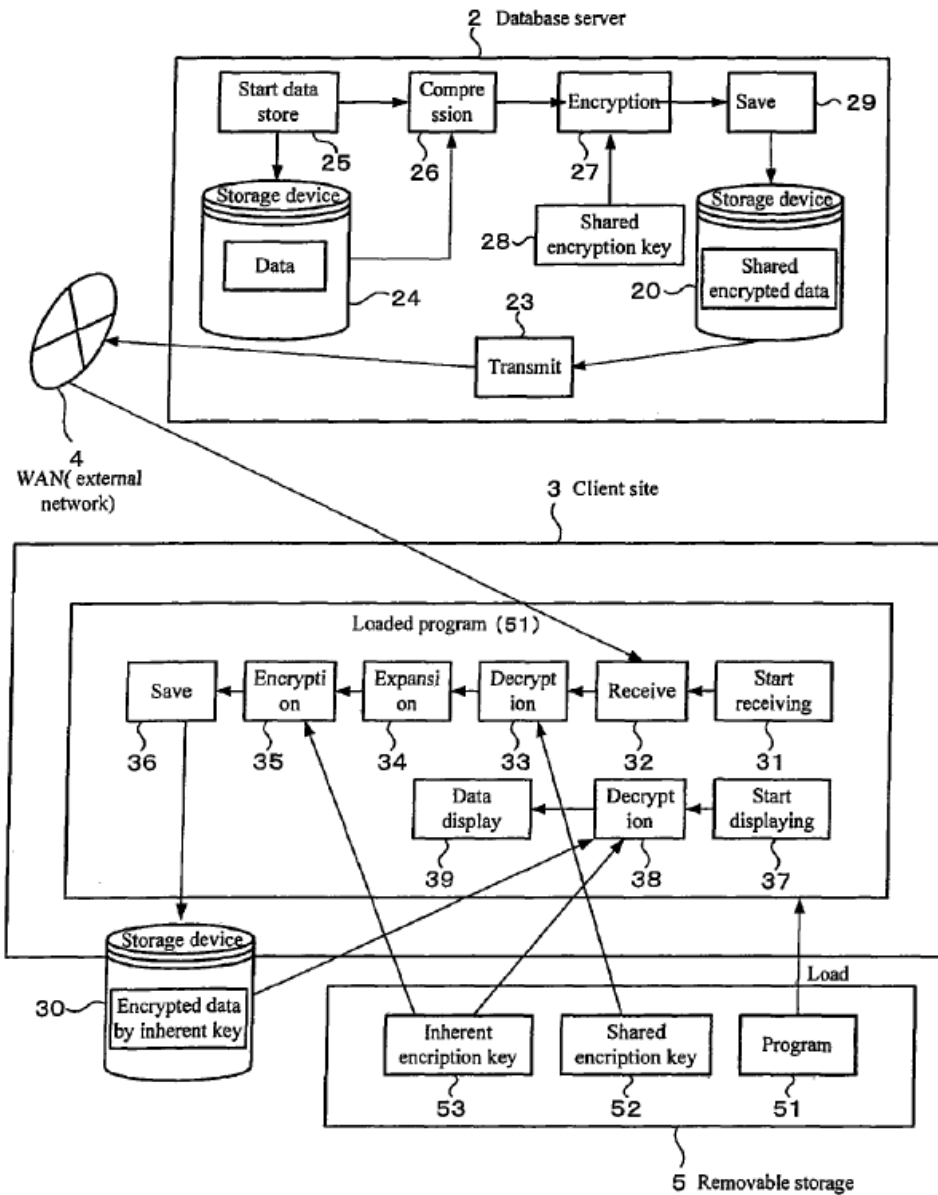 2 Database server
Start data
store
25
Compre
ssion
26
Encryption
27
Save
29
Storage device
Data
24
28
Shared
encryption key
Storage device
20
Shared
encrypted data
23
Transmit
4
WAN( external
network)
3 Client site
Loaded program (51)
Save
36
Encrypti
on
35
Expansi
on
34
Decrypt
ion
33
Receive
32
Start
receiving
31
Data
display
39
Decrypt
ion
38
Start
displaying
37
Storage device
30
Encrypted data
by inherent key
Load
Inherent
encription key
53
Shared
encription key
52
Program
51
5 Removable storage